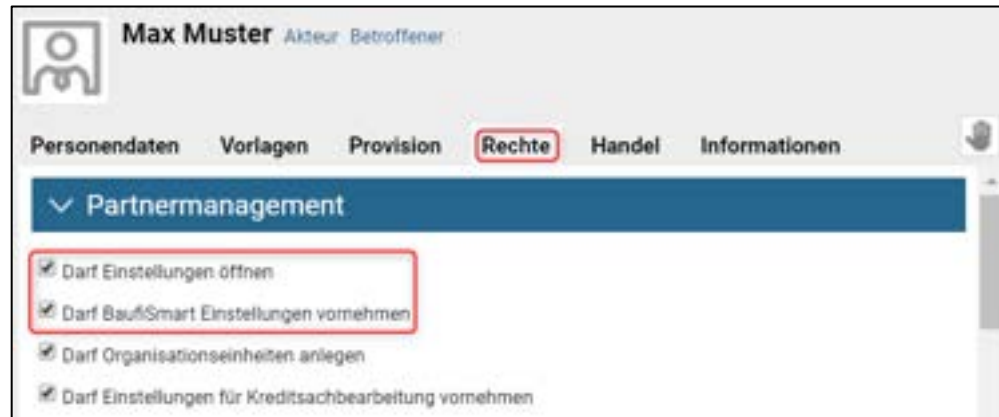 Max Muster Akteur Betroffener
Personendaten Vorlagen Provision Rechte Handel Informationen
Partnermanagement
Darf Einstellungen öffnen
Darf BaufiSmart Einstellungen vornehmen
Darf Organisationseinheiten anlegen
Darf Einstellungen für Kreditsachbearbeitung vornehmen